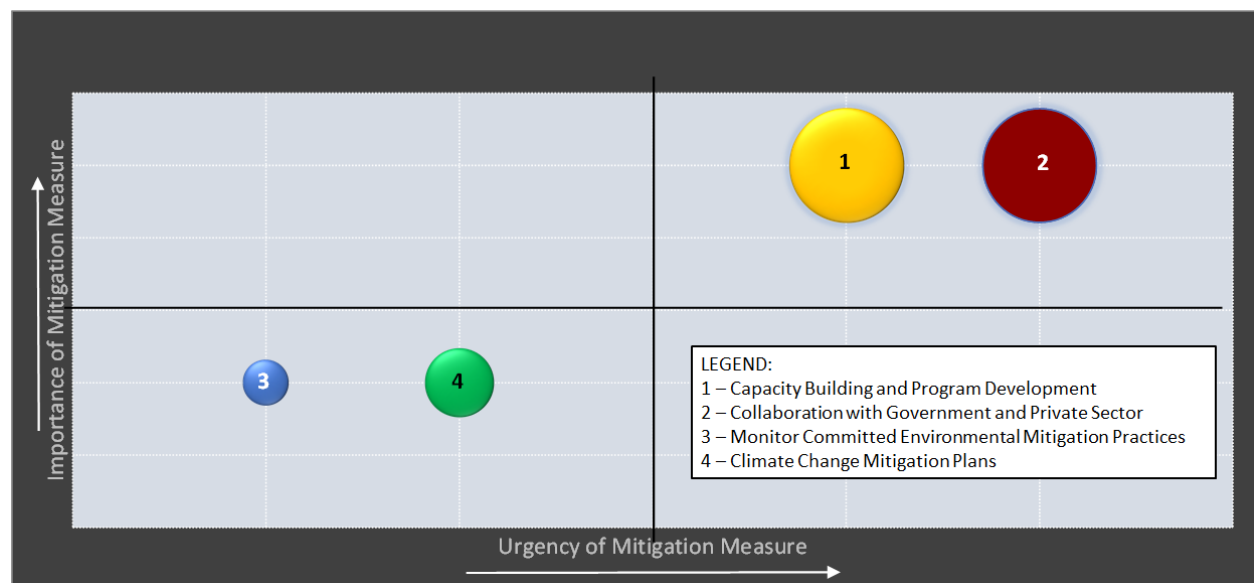 Importance of Mitigation Measure
1
2
3
4
LEGEND:
1 – Capacity Building and Program Development
2 – Collaboration with Government and Private Sector
3 – Monitor Committed Environmental Mitigation Practices
4 – Climate Change Mitigation Plans
Urgency of Mitigation Measure